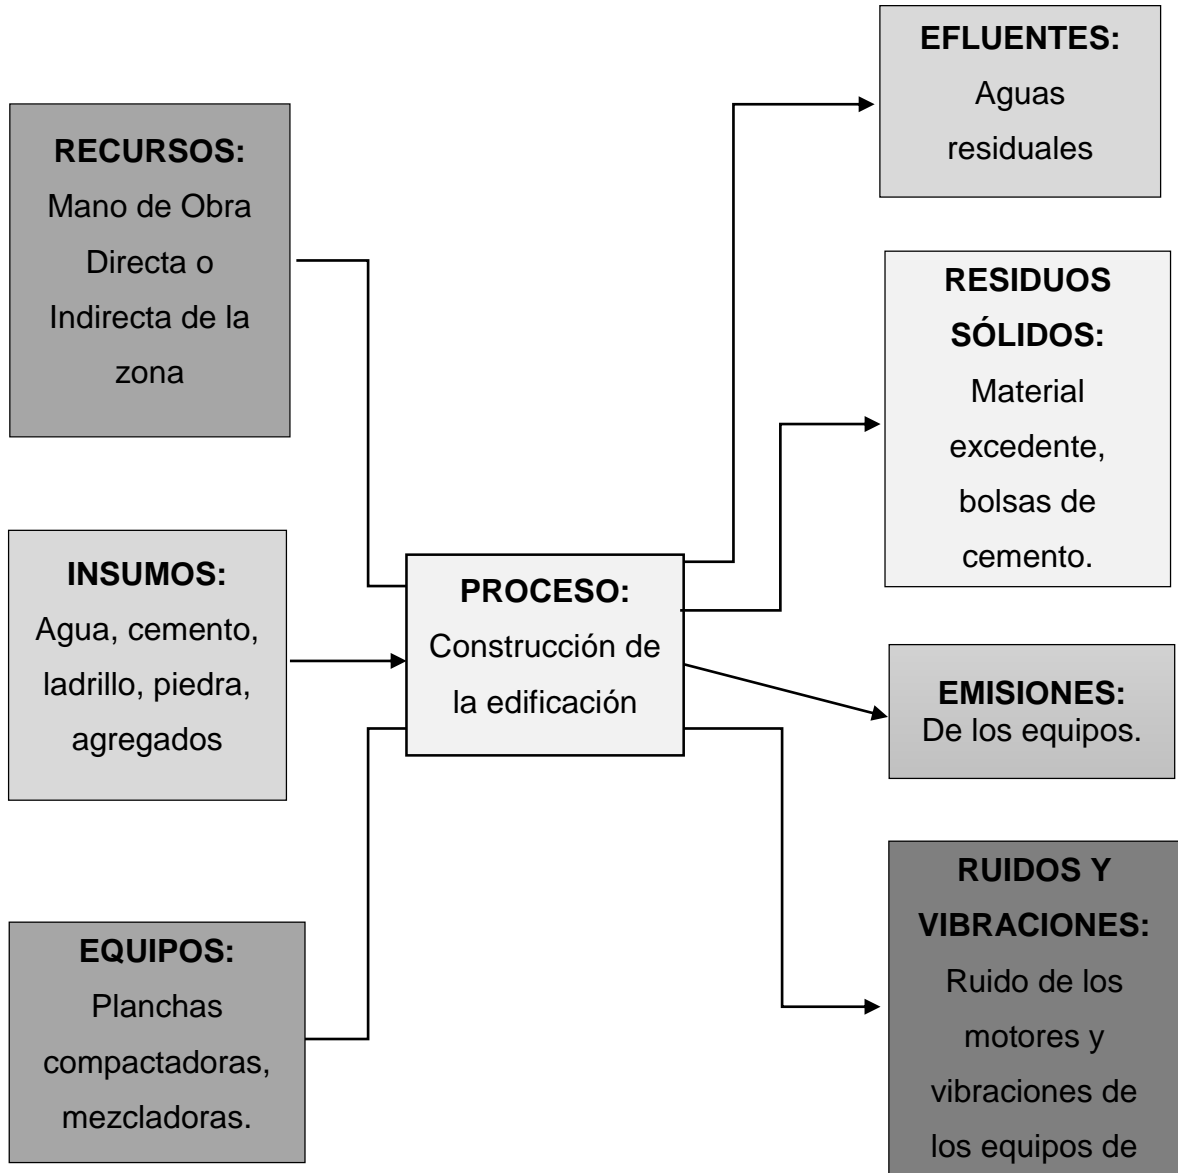 RECURSOS:
Mano de Obra
Directa o
Indirecta de la
zona
INSUMOS:
Agua, cemento,
ladrillo, piedra,
agregados
EQUIPOS:
Planchas
compactadoras,
mezcladoras.
PROCESO:
Construcción de
la edificación
EFLUENTES:
Aguas
residuales
RESIDUOS
SÓLIDOS:
Material
excedente,
bolsas de
cemento.
EMISIONES:
De los equipos.
RUIDOS Y
VIBRACIONES:
Ruido de los
motores y
vibraciones de
los equipos de